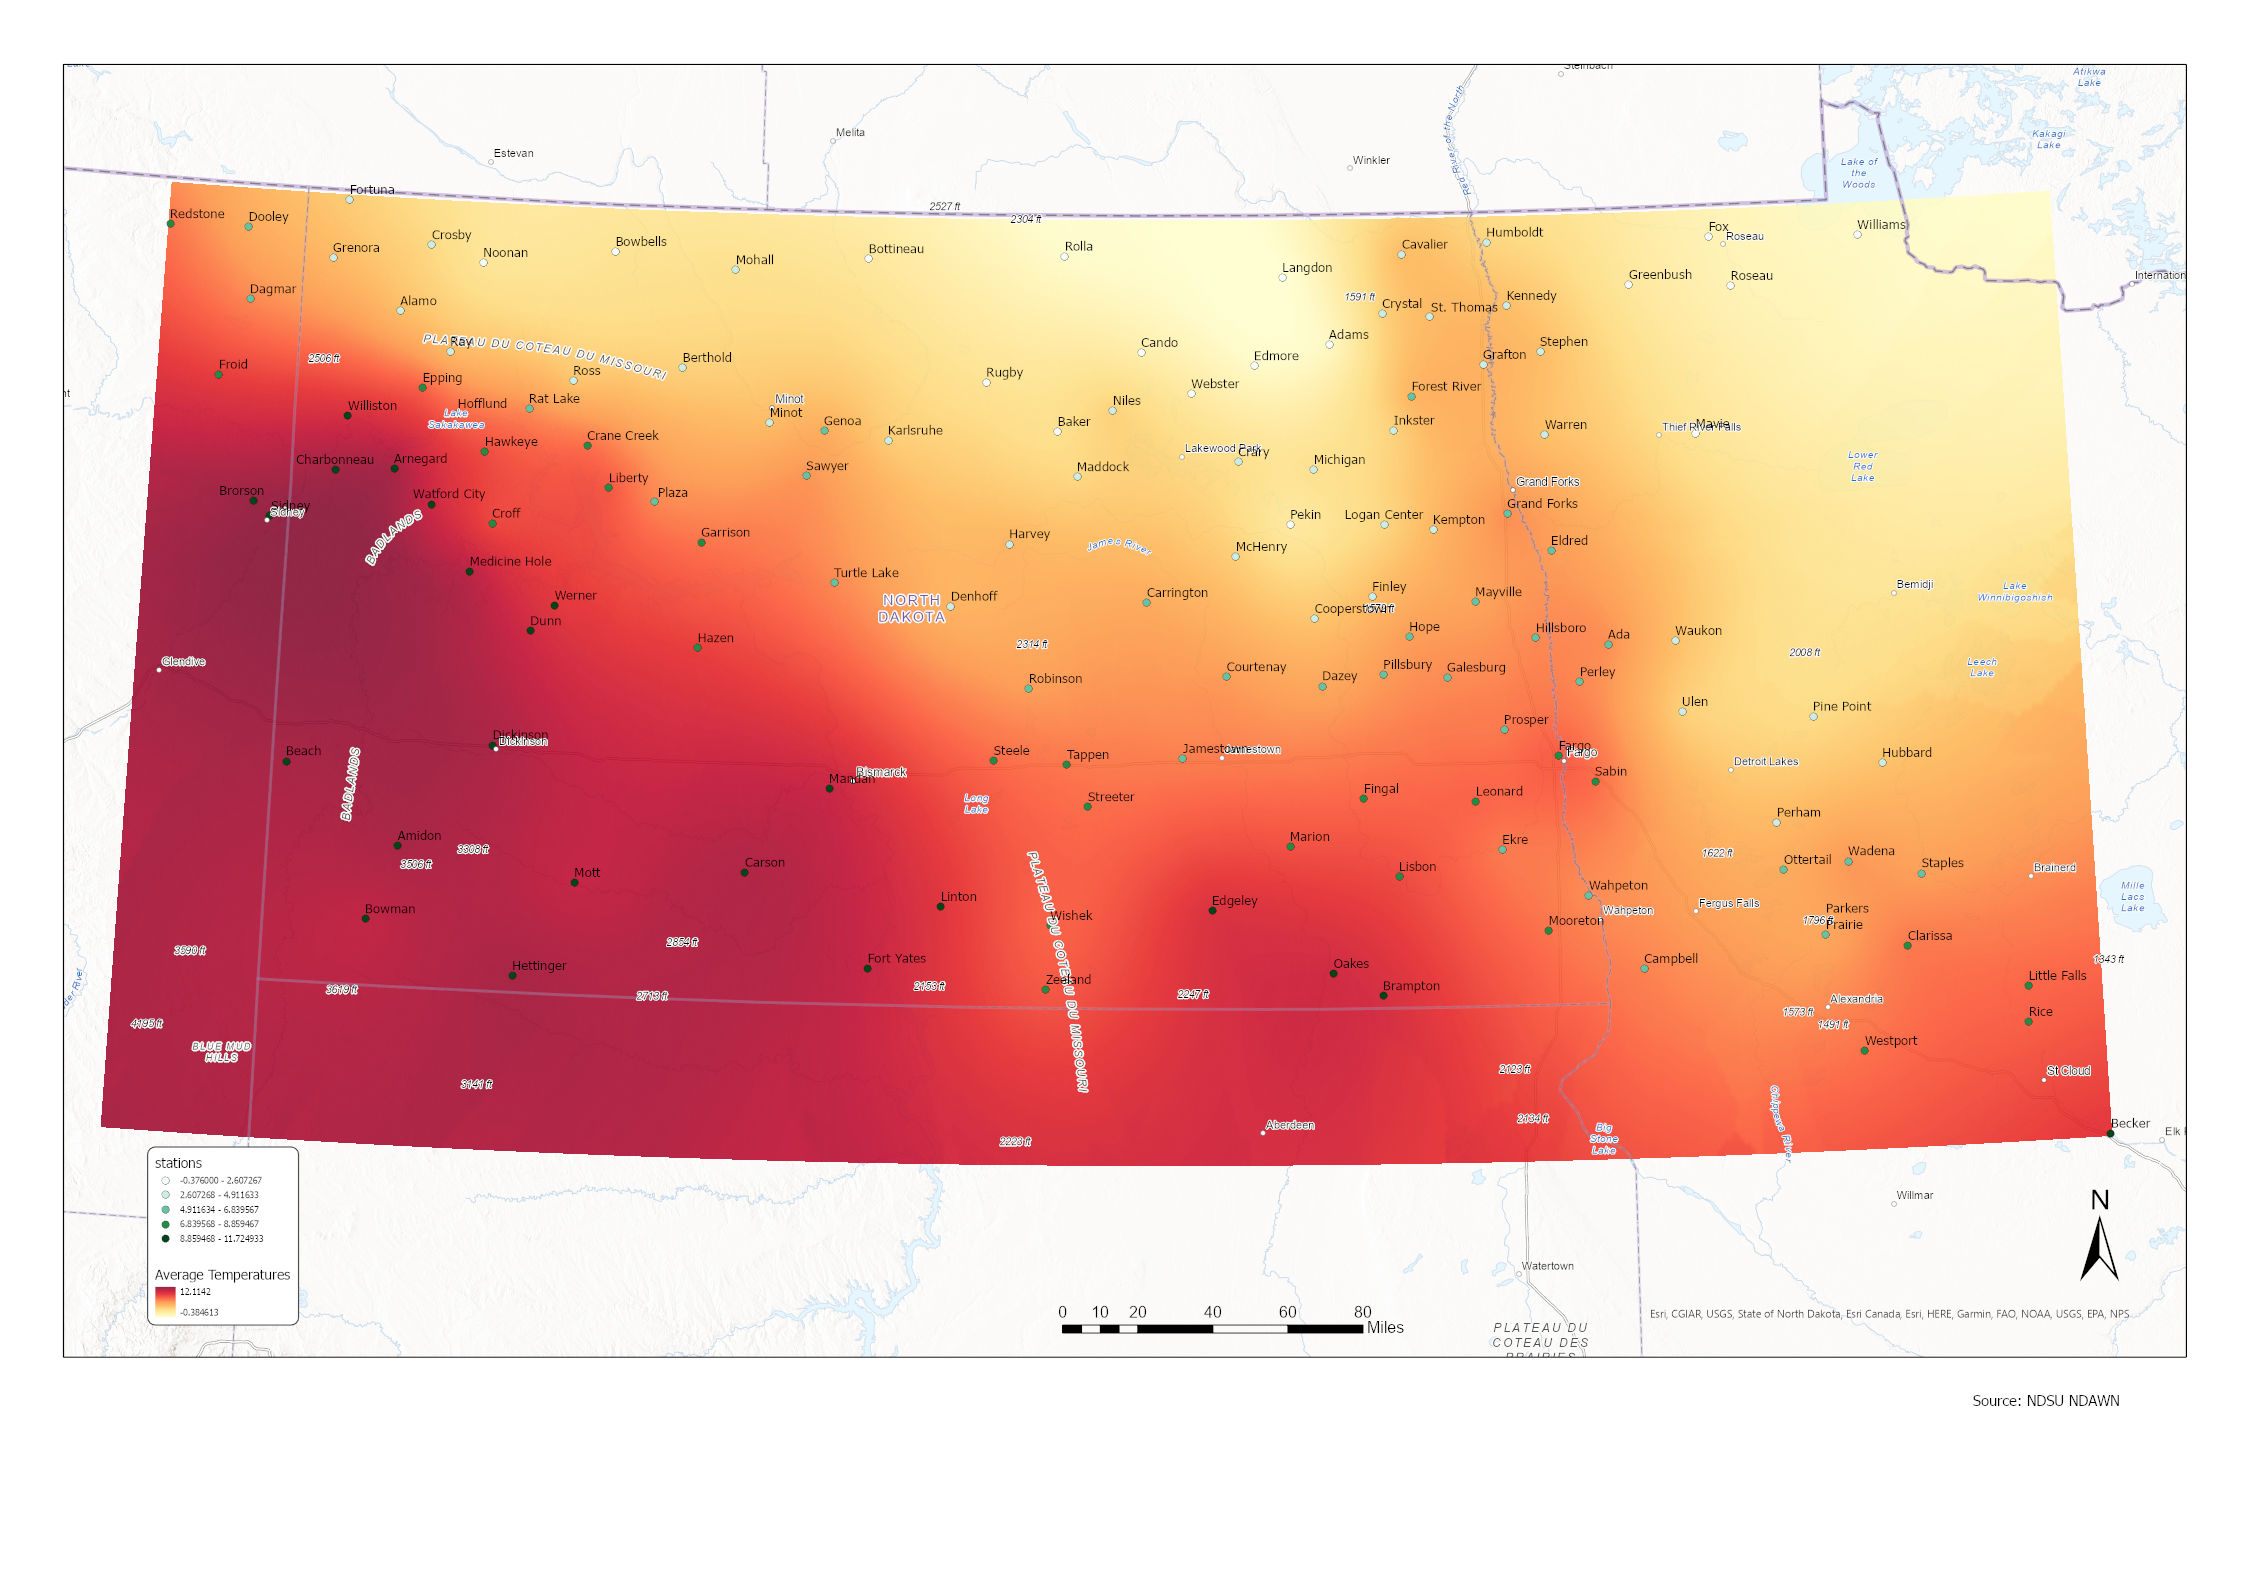 Lake
Atikwa
Lake
Steinbach
Red River of the North
Melita
Kakagi
Lake
Estevan
Winkler
Lake of
the
Woods
Fortuna
2527 ft
2304 ft
Redstone
Dooley
Humboldt
Fox
Williams
Roseau
Crosby
Bowbells
Cavalier
Grenora
Noonan
Bottineau
Rolla
Mohall
Langdon
Greenbush
Roseau
Internation
Dagmar
Alamo
1591 ft
Crystal
St. Thomas
Kennedy
PLATEAU DU COTEAU DU MISSOURI
Ray
Adams
Cando
Stephen
2506 ft
Berthold
Edmore
Grafton
Froid
Ross
Rugby
Epping
Webster
Forest River
nt
Williston
Hofflund
Rat Lake
Minot
Niles
Lake
Sakakawea
Minot
Genoa
Baker
Inkster
Warren
Thief River Falls
Mavie
Karlsruhe
Hawkeye
Crane Creek
Lakewood Park
Crary
Michigan
Lower
Red
Lake
Charbonneau
Arnegard
Sawyer
Maddock
Liberty
Grand Forks
Brorson
Watford City
Plaza
Sidney
Sidney
Croff
Grand Forks
BADLANDS
Pekin
Logan Center
Kempton
Garrison
Harvey
James River
McHenry
Eldred
Medicine Hole
Turtle Lake
Finley
Bemidji
Lake
Winnibigoshish
Werner
NORTH
DAKOTA
Denhoff
Carrington
Mayville
Cooperstown
Dunn
Hope
Hillsboro
Ada
Waukon
Hazen
2314 ft
2008 ft
Glendive
Courtenay
Dazey
Pillsbury
Galesburg
Perley
Leech
Lake
Robinson
Ulen
Pine Point
Prosper
Dickinson
Dickinson
Beach
Steele
Tappen
Jamestown
Jamestown
Fargo
Fargo
Hubbard
BADLANDS
Mandan
Bismarck
Sabin
Detroit Lakes
Long
Lake
Streeter
Fingal
Leonard
Perham
Amidon
3506 ft
3308 ft
Marion
Ekre
1622 ft
Ottertail
Wadena
Staples
Brainerd
Mott
Carson
Lisbon
PLATEAU DU COTEAU DU MISSOURI
Wahpeton
Mille
Lacs
Lake
Bowman
Linton
Wishek
Edgeley
Wahpeton
Fergus Falls
Parkers
Prairie
1796 ft
Mooreton
3590 ft
2854 ft
Clarissa
Hettinger
Fort Yates
Oakes
Campbell
1343 ft
Zeeland
Brampton
Little Falls
3619 ft
2713 ft
2153 ft
2247 ft
Alexandria
4195 ft
1573 ft
1491 ft
Rice
der River
BLUE MUD
HILLS
Westport
3141 ft
2123 ft
St Cloud
2134 ft
Chippewa River
Aberdeen
Big
Stone
Lake
2223 ft
Becker
Elk
stations
-0.376000 - 2.607267
2.607268 - 4.911633
4.911634 - 6.839567
6.839568 - 8.859467
8.859468 - 11.724933
Average Temperatures
12.1142
-0.384613
Willmar
N
Watertown
0 10 20 40 60 80
Miles
Esri, CGIAR, USGS, State of North Dakota, Esri Canada, Esri, HERE, Garmin, FAO, NOAA, USGS, EPA, NPS
PLATEAU DU
COTEAU DES
PRAIRIES
Source: NDSU NDAWN